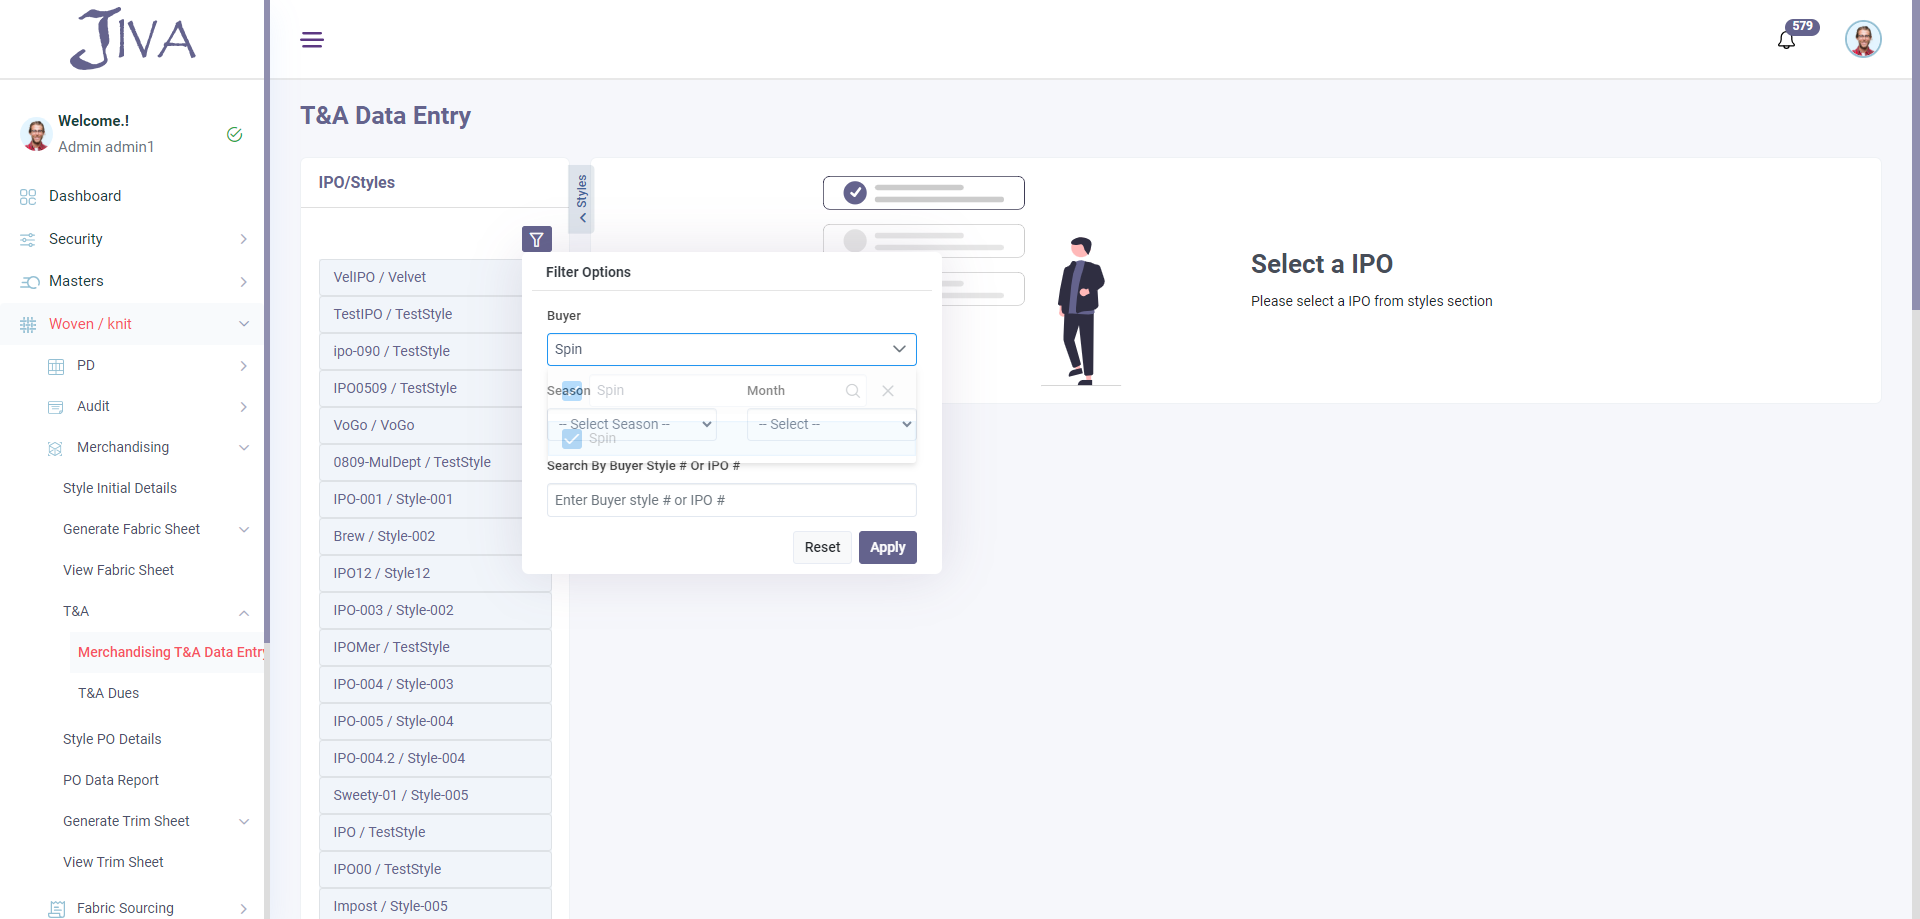 JIVA
579
Welcome.!
Admin admin1
Dashboard
Security
Masters
Woven / knit
PD
Audit
Merchandising
Style Initial Details
Generate Fabric Sheet
View Fabric Sheet
T&A
Merchandising T&A Data Entry
T&A Dues
Style PO Details
PO Data Report
Generate Trim Sheet
View Trim Sheet
Fabric Sourcing
T&A Data Entry
IPO/Styles
Styles
VelIPO / Velvet
TestIPO / TestStyle
ipo-090 / TestStyle
IPO0509 / TestStyle
VoGo / VoGo
0809-MulDept / TestStyle
IPO-001 / Style-001
Brew / Style-002
IPO12 / Style12
IPO-003 / Style-002
IPOMer / TestStyle
IPO-004 / Style-003
IPO-005 / Style-004
IPO-004.2 / Style-004
Sweety-01 / Style-005
IPO / TestStyle
IPO00 / TestStyle
Impost / Style-005
Filter Options
Buyer
Spin
Season
Spin
Month
-- Select Season --
-- Select --
Spin
Search By Buyer Style # Or IPO #
Enter Buyer style # or IPO #
Reset
Apply
Select a IPO
Please select a IPO from styles section